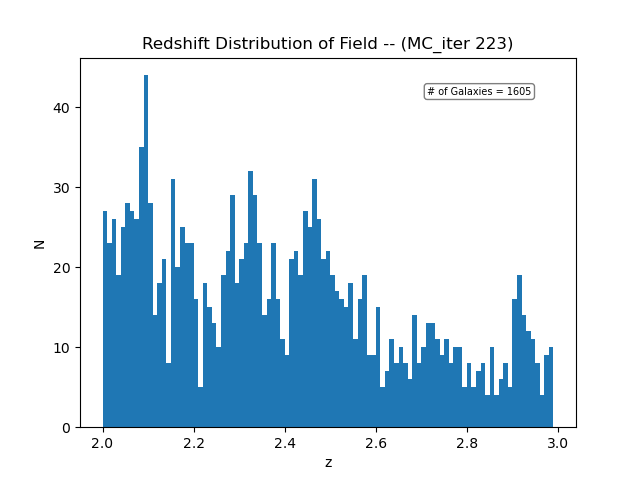 Redshift Distribution of Field -- (MC_iter 223)
# of Galaxies = 1605
N
40
30
20
10
0
2.0 2.2 2.4 2.6 2.8 3.0
z